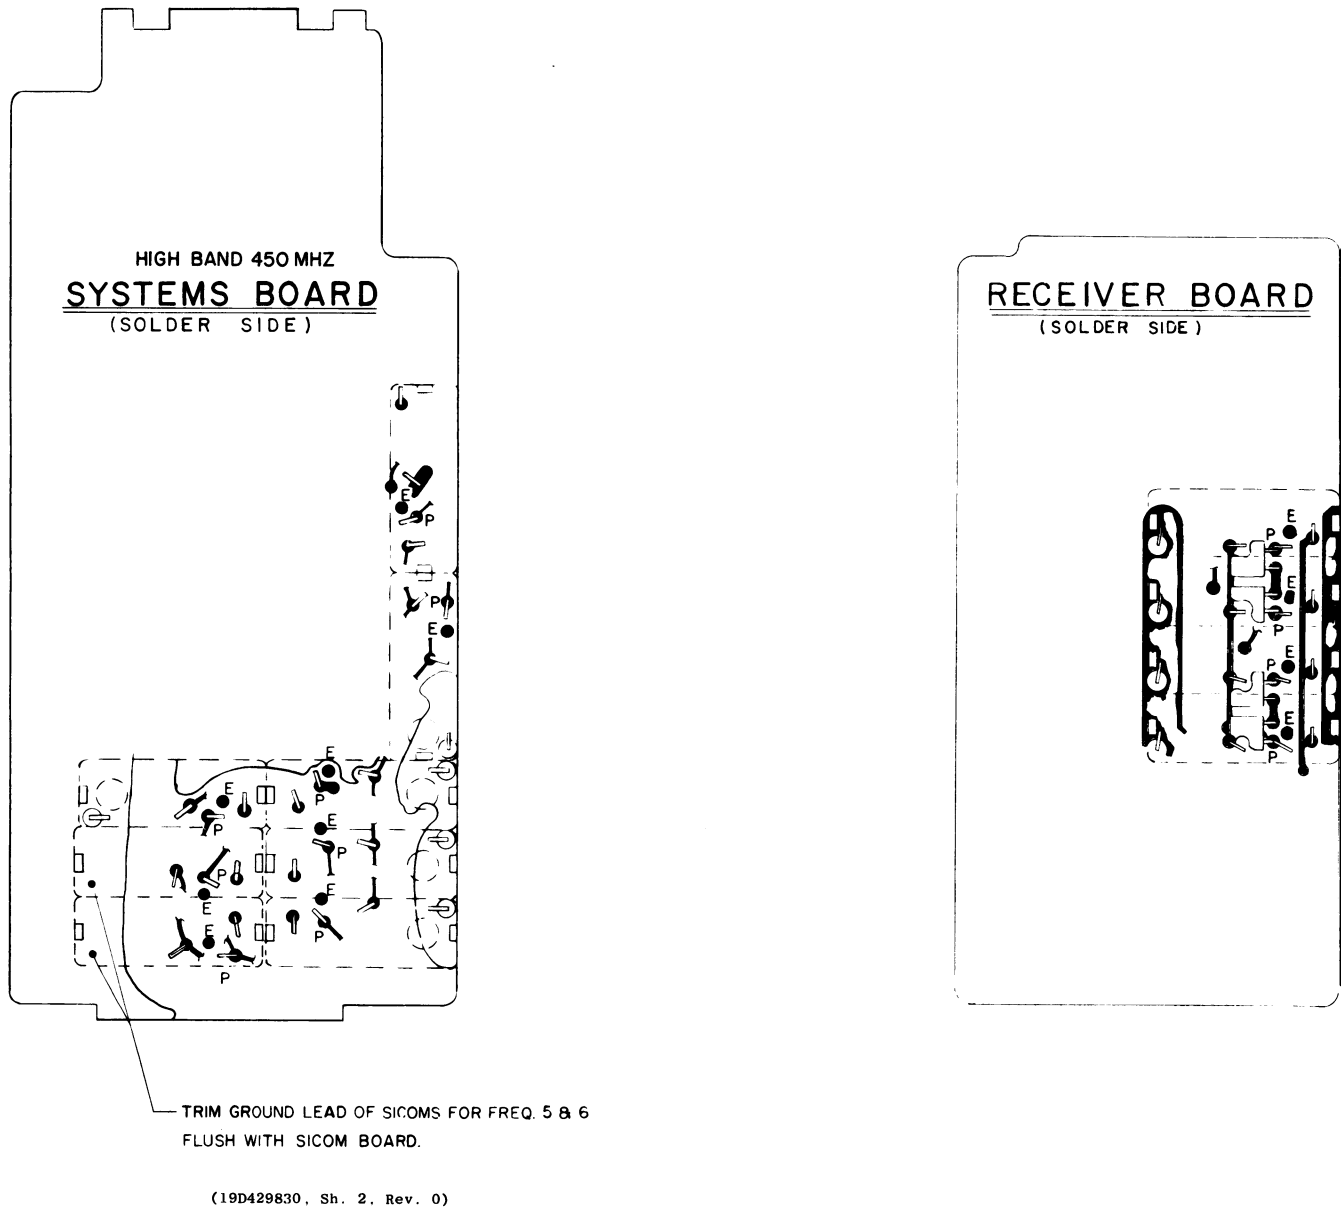 HIGH BAND 450 MHZ
SYSTEMS BOARD
(SOLDER SIDE)
RECEIVER BOARD
(SOLDER SIDE)
E
P
P
E
E
E
P
P
E
P
P
E
E
E
P
P
P
E
E
P
P
E
E
P
TRIM GROUND LEAD OF SICOMS FOR FREQ. 5 & 6
FLUSH WITH SICOM BOARD.
(19D429830, Sh. 2, Rev. 0)